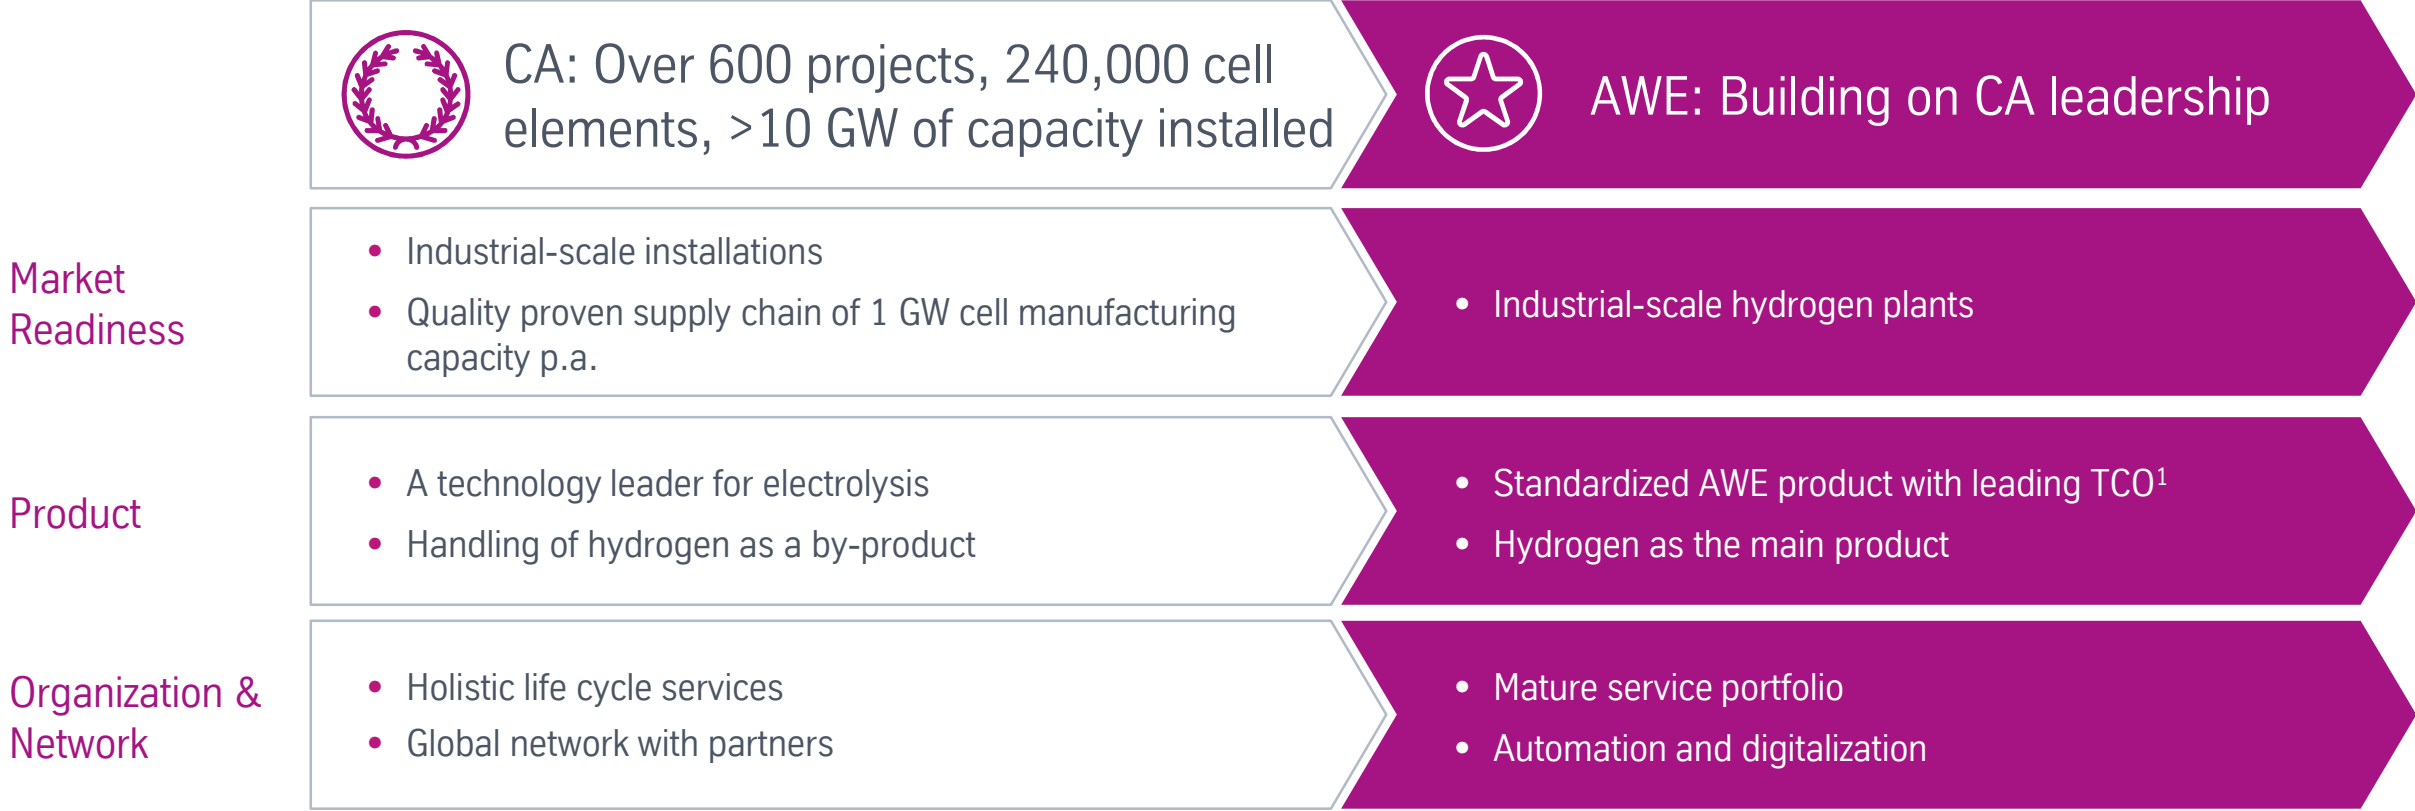 CA: Over 600 projects, 240,000 cell
elements, >10 GW of capacity installed
AWE: Building on CA leadership
Market
Readiness
• Industrial-scale installations
• Quality proven supply chain of 1 GW cell manufacturing
capacity p.a.
• Industrial-scale hydrogen plants
Product
• A technology leader for electrolysis
• Handling of hydrogen as a by-product
• Standardized AWE product with leading TCO¹
• Hydrogen as the main product
Organization &
Network
• Holistic life cycle services
• Global network with partners
• Mature service portfolio
• Automation and digitalization